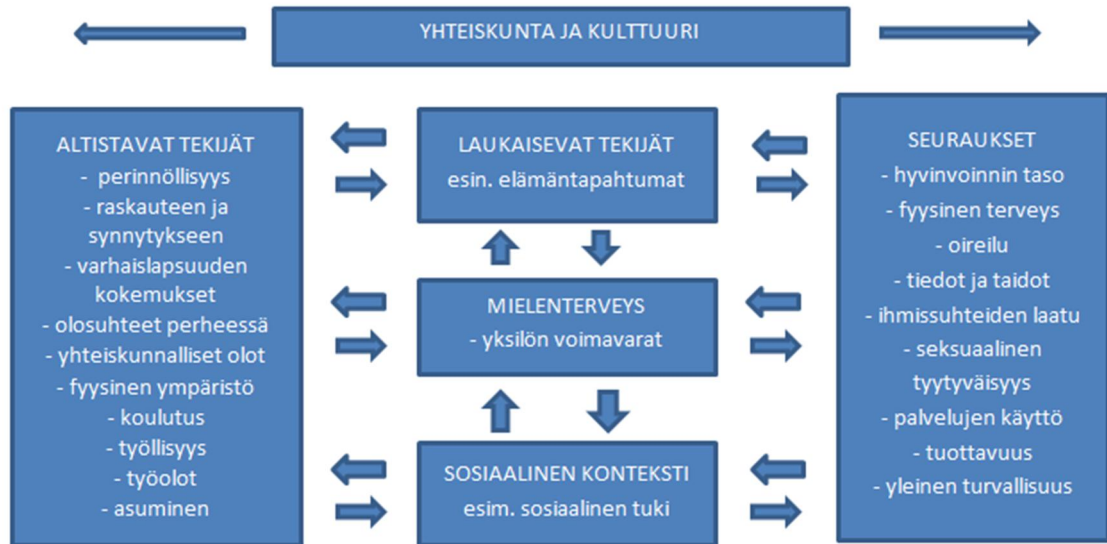 YHTEISKUNTA JA KULTTUURI
ALTISTAVAT TEKIJÄT
- perinnöllisyys
- raskauteen ja
synnytykseen
- varhaislapsuuden
kokemukset
- olosuhteet perheessä
- yhteiskunnalliset olot
- fyysinen ympäristö
- koulutus
- työllisyys
- työolot
- asuminen
LAUKAISEVAT TEKIJÄT
esin. elämäntapahtumat
MIELENTERVEYS
- yksilön voimavarat
SOSIAALINEN KONTEKSTI
esim. sosiaalinen tuki
SEURAUKSET
- hyvinvoinnin taso
- fyysinen terveys
- oireilu
- tiedot ja taidot
- ihmissuhteiden laatu
- seksuaalinen
tyytyväisyys
- palvelujen käyttö
- tuottavuus
- yleinen turvallisuus